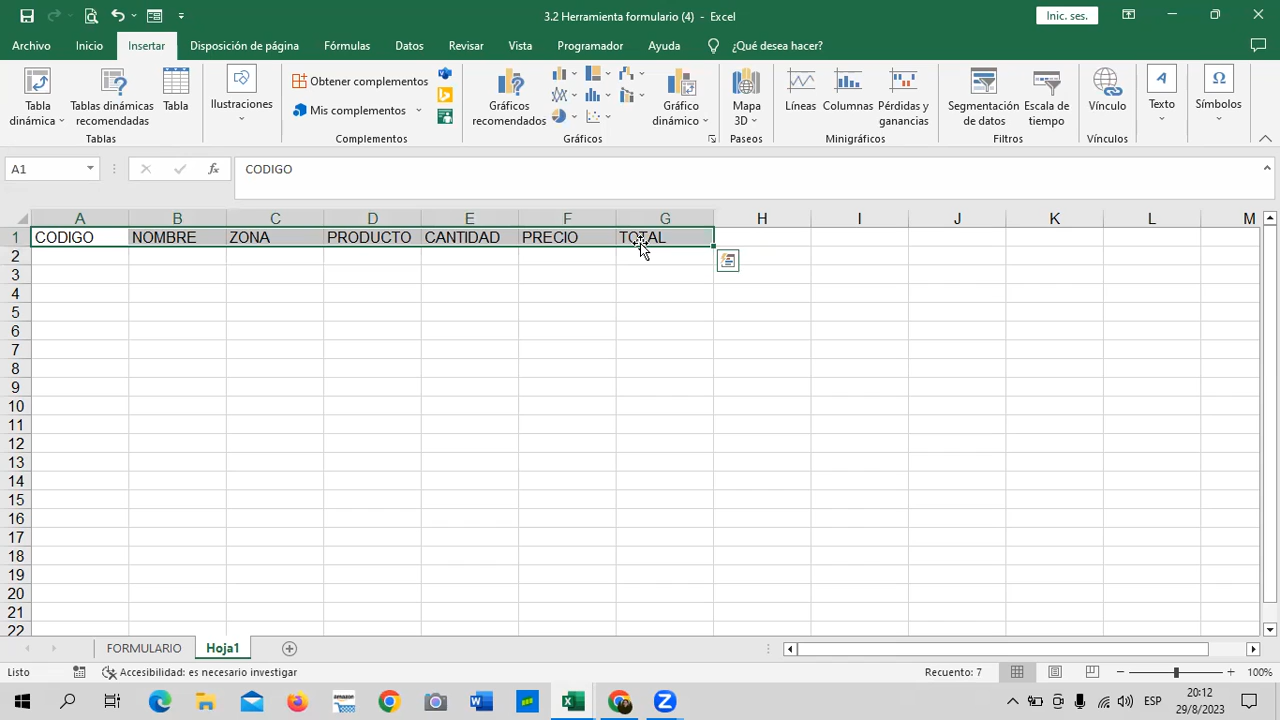 3.2 Herramienta formulario (4) - Excel
Inic. ses.
Archivo Inicio Insertar Disposición de página Fórmulas Datos Revisar Vista Programador Ayuda ¿Qué desea hacer?
Tabla dinámica
Tablas dinámicas recomendadas
Tabla
Tablas
Ilustraciones
Obtener complementos
Mis complementos
Complementos
Gráficos recomendados
Gráfico dinámico
Gráficos
Mapa 3D
Paseos
Líneas
Columnas
Pérdidas y ganancias
Minigráficos
Segmentación de datos
Escala de tiempo
Filtros
Vínculo
Vínculos
Texto
Símbolos
A1
fx
CODIGO
A B C D E F G H I J K L M
1 CODIGO NOMBRE ZONA PRODUCTO CANTIDAD PRECIO TOTAL
2
3
4
5
6
7
8
9
10
11
12
13
14
15
16
17
18
19
20
21
22
FORMULARIO Hoja1
Listo
Accesibilidad: es necesario investigar
Recuento: 7
100%
ESP
20:12
29/8/2023